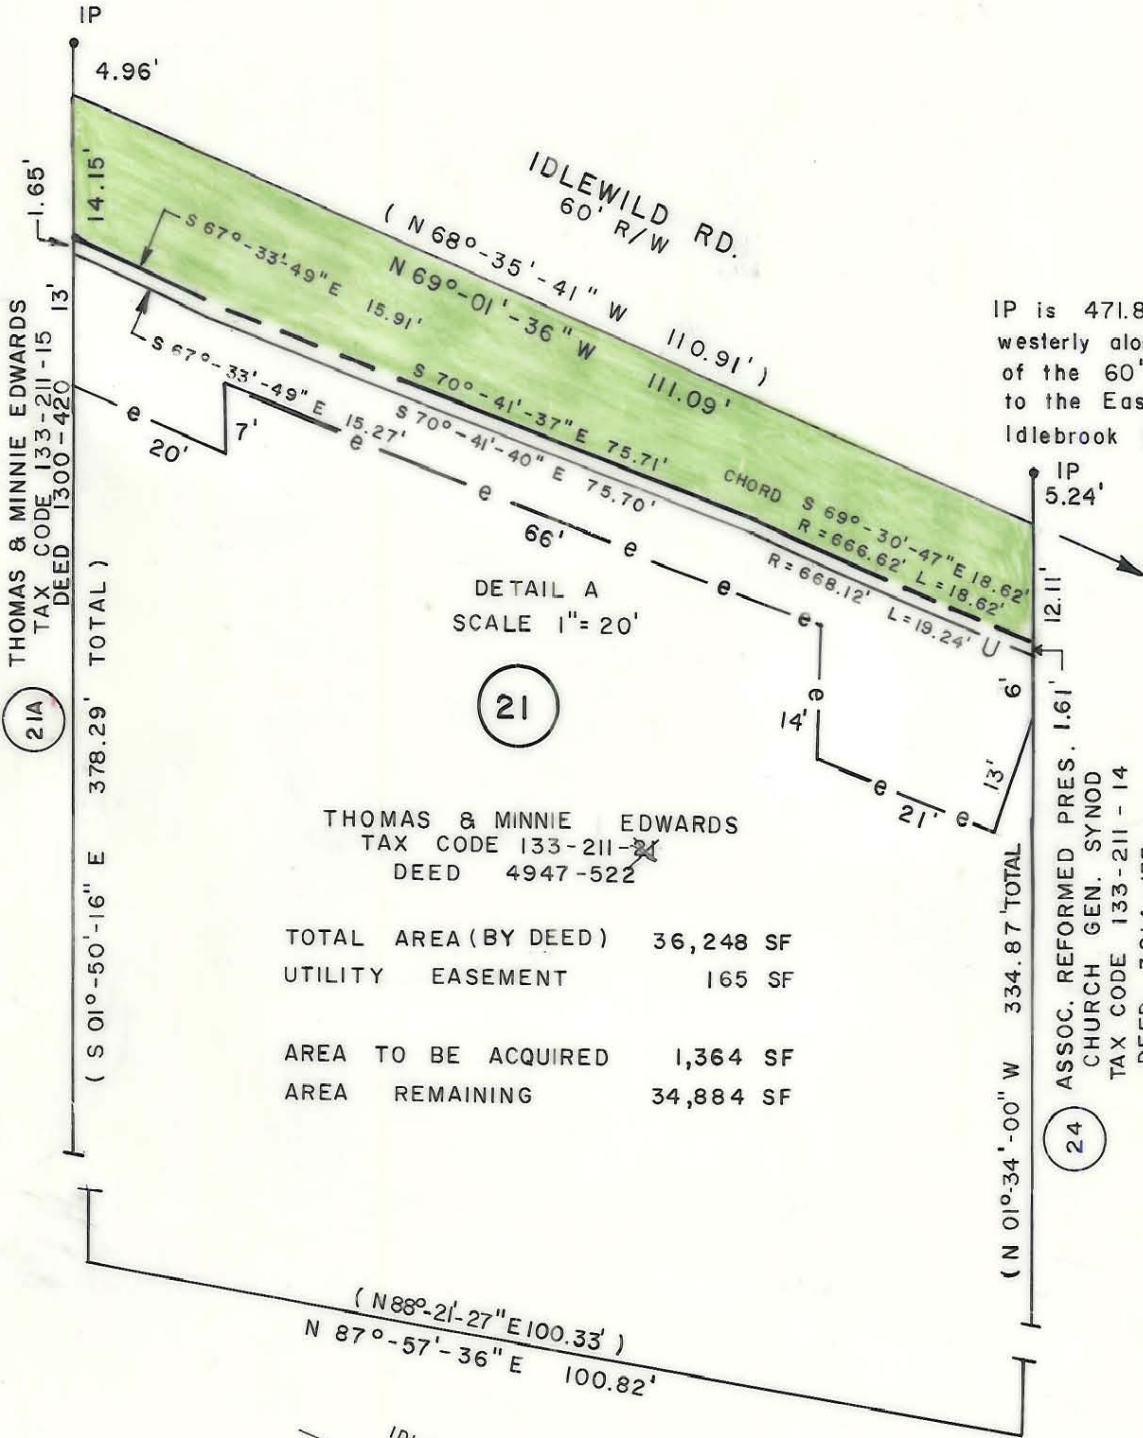 IP
4.96'
IDLEWILD RD.
60' R/W
1.65'
14.15'
13'
( N 68°-35'-41" W 110.91' )
N 69°-01'-36" W 111.09'
S 67°-33'-49" E 15.91'
S 67°-33'-49" E 15.27'
S 70°-41'-37" E 75.71'
S 70°-41'-40" E 75.70'
CHORD S 69°-30'-47" E 18.62'
R = 666.62' L = 18.62'
R = 668.12' L = 19.24' U
IP is 471.8
westerly alo
of the 60'
to the Eas
Idlebrook
IP
5.24'
12.11'
1.61'
6'
13'
e
20'
7'
e
e
66'
e
e
e
e
14'
e
21'
e
THOMAS & MINNIE EDWARDS
TAX CODE 133-211-15
DEED 1300-420
21A
( S 01°-50'-16" E 378.29' TOTAL )
DETAIL A
SCALE 1"= 20'
21
THOMAS & MINNIE EDWARDS
TAX CODE 133-211-21
DEED 4947-522
TOTAL AREA (BY DEED) 36,248 SF
UTILITY EASEMENT 165 SF
AREA TO BE ACQUIRED 1,364 SF
AREA REMAINING 34,884 SF
( N 01°-34'-00" W 334.87' TOTAL
24
ASSOC. REFORMED PRES.
CHURCH GEN. SYNOD
TAX CODE 133-211-14
( N 88°-21'-27" E 100.33' )
N 87°-57'-36" E 100.82'